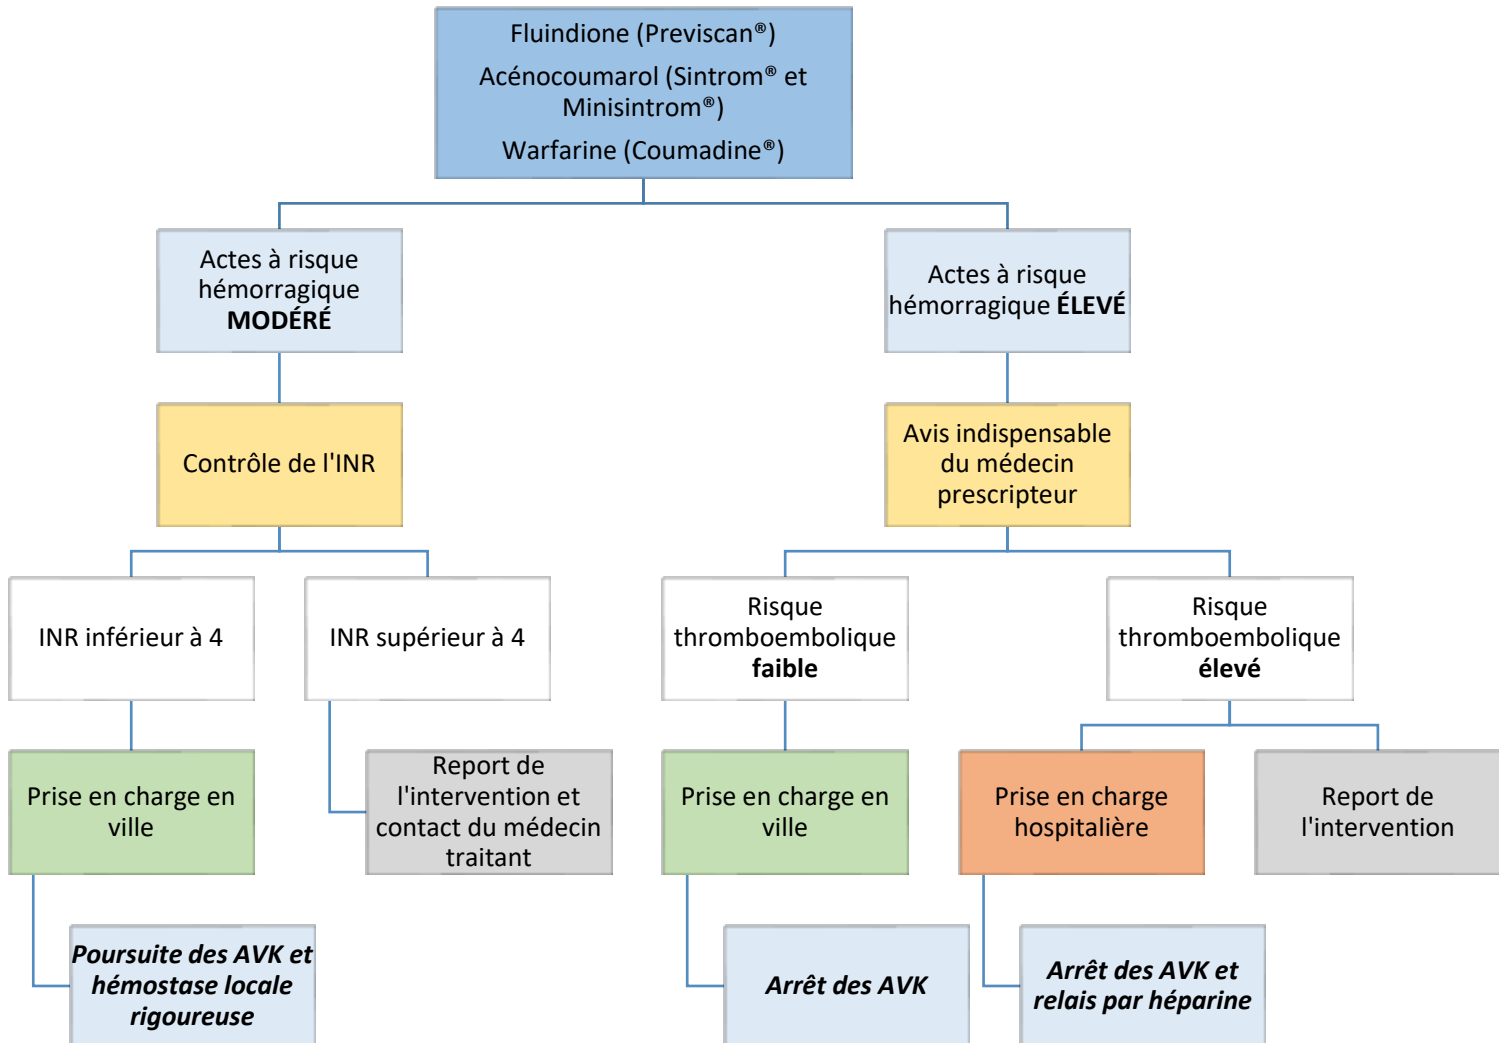 Fluindione (Previscan®)
Acénocoumarol (Sintrom® et
Minisintrom®)
Warfarine (Coumadine®)
Actes à risque
hémorragique
MODÉRÉ
Actes à risque
hémorragique ÉLEVÉ
Contrôle de l'INR
Avis indispensable
du médecin
prescripteur
INR inférieur à 4
INR supérieur à 4
Risque
thromboembolique
faible
Risque
thromboembolique
élevé
Prise en charge en
ville
Report de
l'intervention et
contact du médecin
traitant
Prise en charge en
ville
Prise en charge
hospitalière
Report de
l'intervention
Poursuite des AVK et
hémostase locale
rigoureuse
Arrêt des AVK
Arrêt des AVK et
relais par héparine